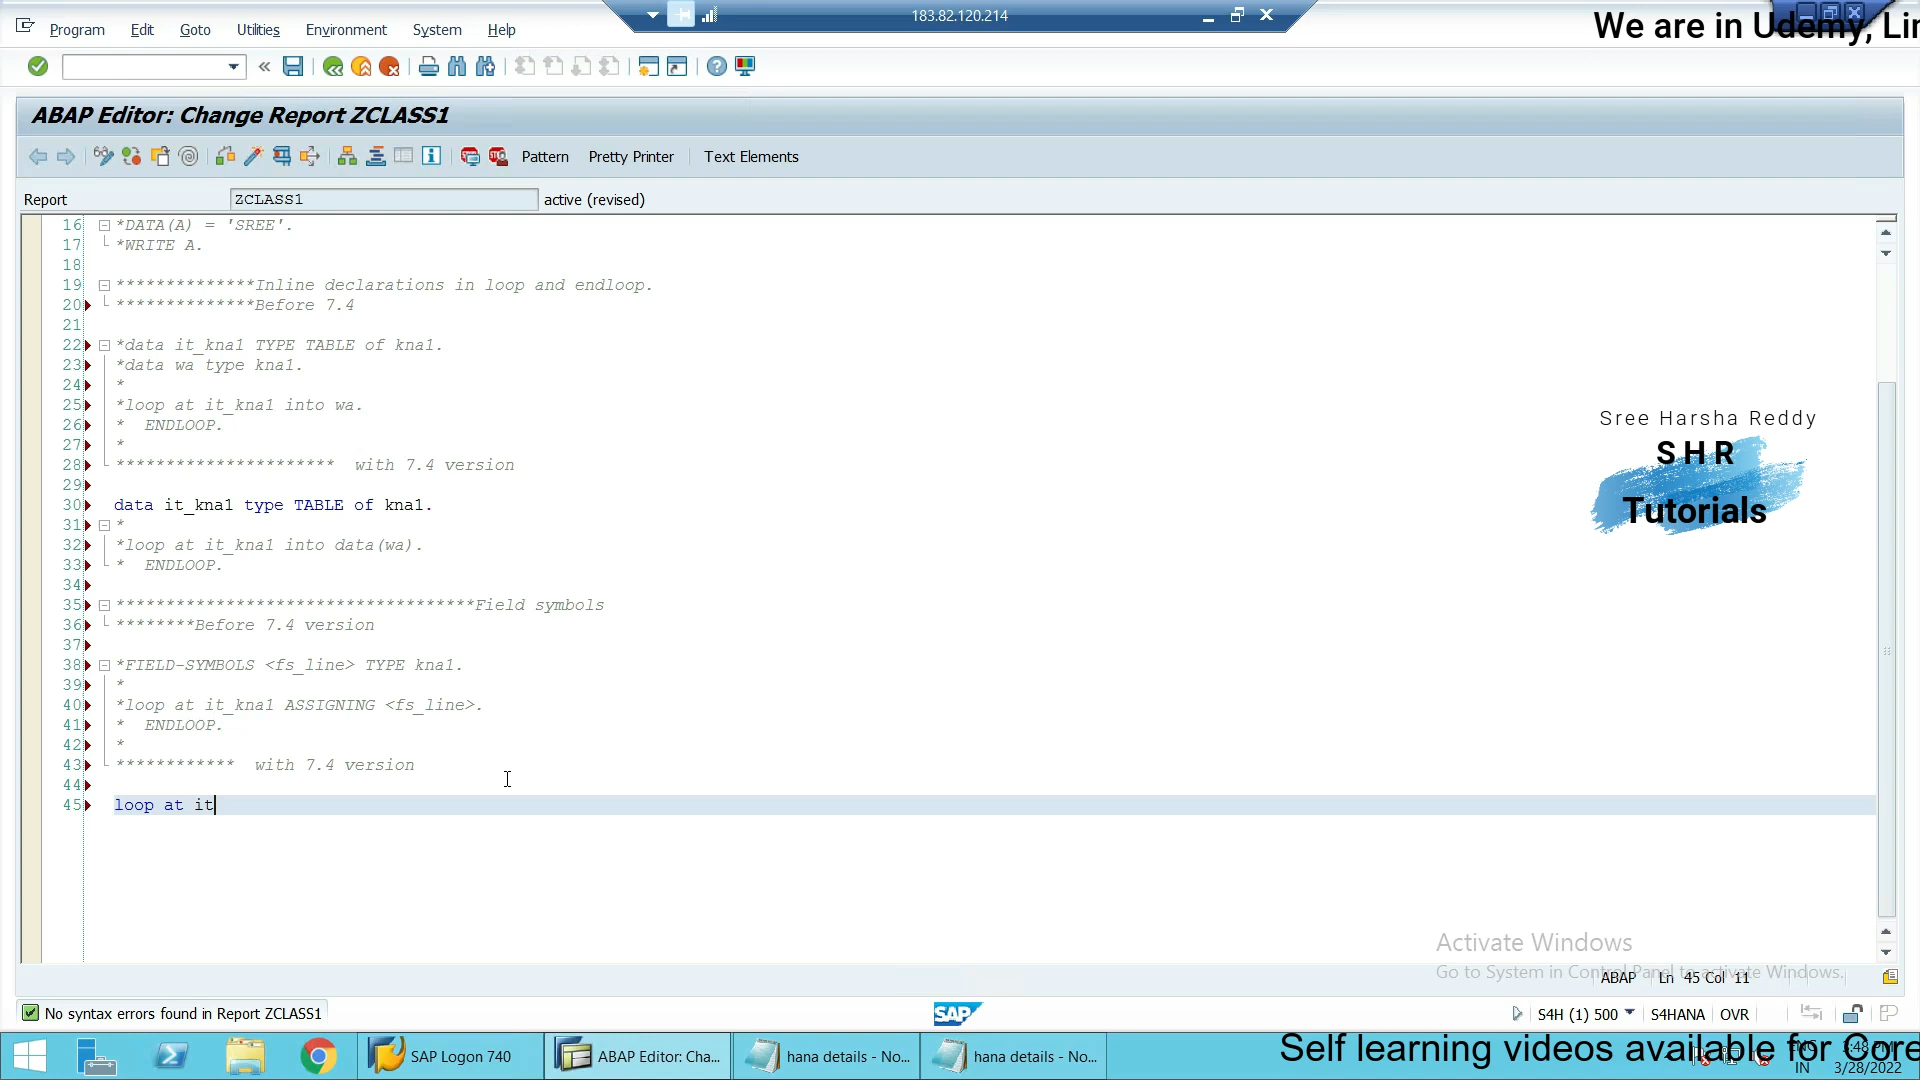 183.82.120.214
We are in Udemy, Lin
Program Edit Goto Utilities Environment System Help
ABAP Editor: Change Report ZCLASS1
Pattern Pretty Printer Text Elements
Report ZCLASS1 active (revised)
16 *DATA(A) = 'SREE'.
17 *WRITE A.
18
19 **************Inline declarations in loop and endloop.
20 **************Before 7.4
21
22 *data it_kna1 TYPE TABLE of kna1.
23 *data wa type kna1.
24 *
25 *loop at it_kna1 into wa.
26 * ENDLOOP.
27 *
28 ********************** with 7.4 version
29
30 data it_kna1 type TABLE of kna1.
31 *
32 *loop at it_kna1 into data(wa).
33 * ENDLOOP.
34
35 ************************************Field symbols
36 ********Before 7.4 version
37
38 *FIELD-SYMBOLS <fs_line> TYPE kna1.
39 *
40 *loop at it_kna1 ASSIGNING <fs_line>.
41 * ENDLOOP.
42 *
43 ************ with 7.4 version
44
45 loop at it
Sree Harsha Reddy
SHR
Tutorials
Activate Windows
Go to System in Control Panel to activate Windows.
ABAP Ln 45 Col 11
No syntax errors found in Report ZCLASS1
SAP
S4H (1) 500 S4HANA OVR
SAP Logon 740
ABAP Editor: Cha...
hana details - No...
hana details - No...
Self learning videos available for Core
ENG
IN
3:48 PM
3/28/2022